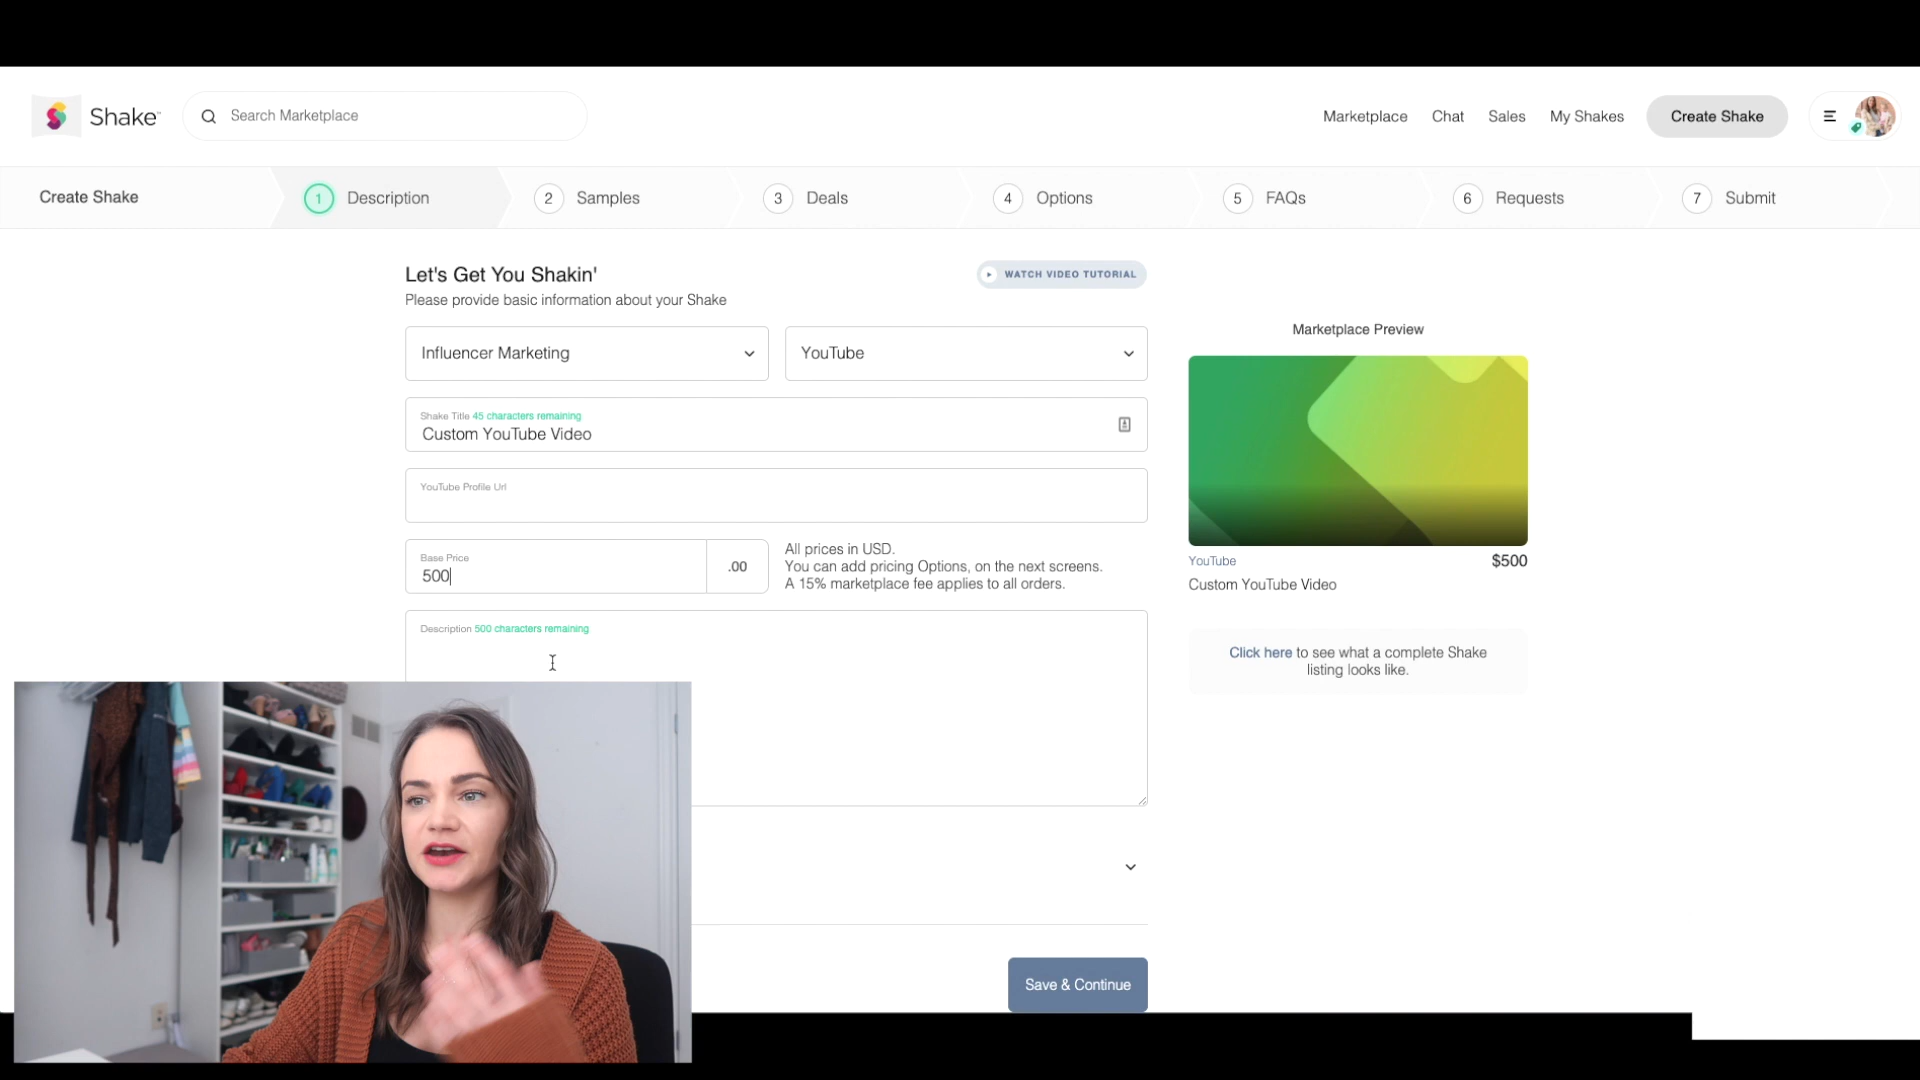 Shake™
Search Marketplace
Marketplace
Chat
Sales
My Shakes
Create Shake
Create Shake
1 Description
2 Samples
3 Deals
4 Options
5 FAQs
6 Requests
7 Submit
Let's Get You Shakin'
WATCH VIDEO TUTORIAL
Please provide basic information about your Shake
Influencer Marketing
YouTube
Shake Title 45 characters remaining
Custom YouTube Video
YouTube Profile Url
Base Price
500
.00
All prices in USD.
You can add pricing Options, on the next screens.
A 15% marketplace fee applies to all orders.
Description 500 characters remaining
Save & Continue
Marketplace Preview
YouTube
$500
Custom YouTube Video
Click here to see what a complete Shake
listing looks like.